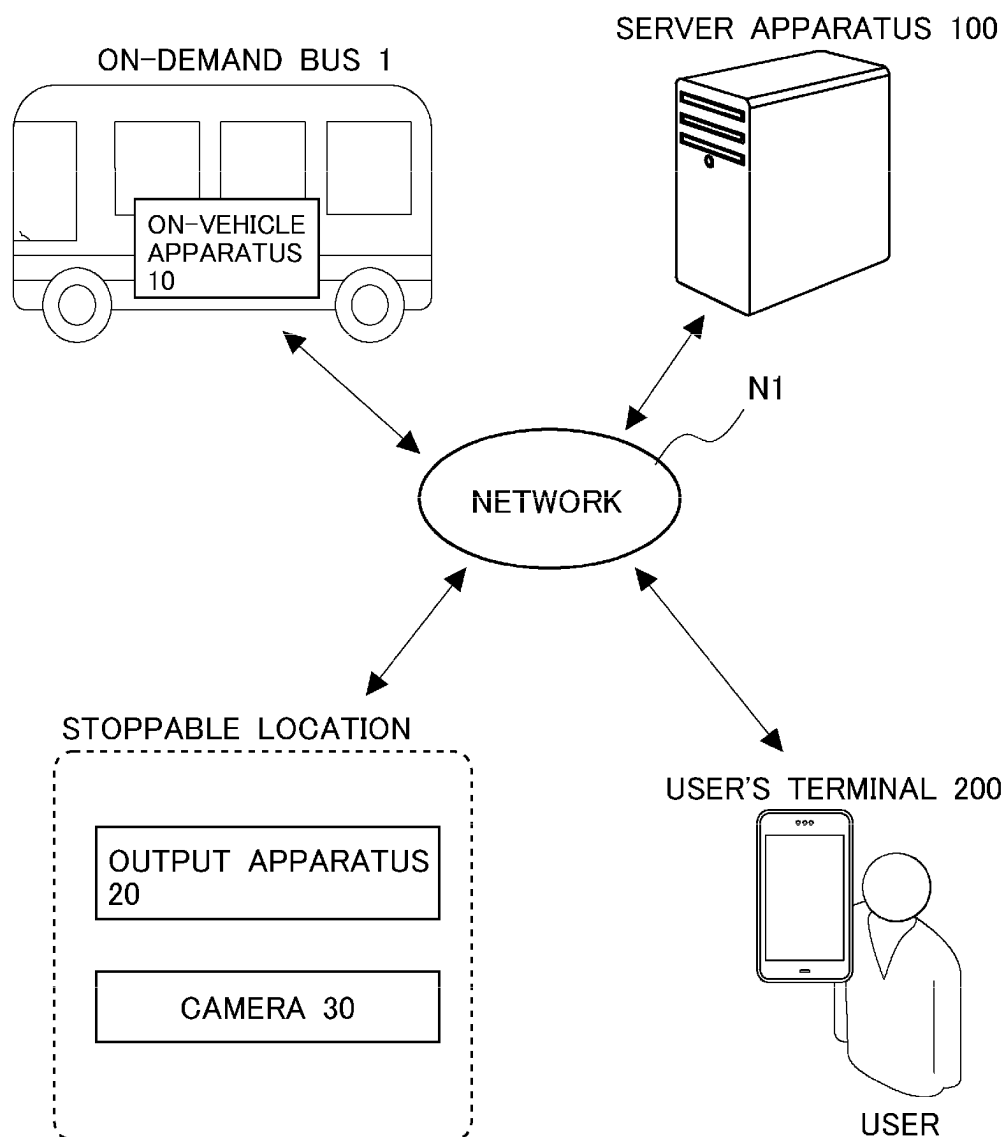 SERVER APPARATUS 100
ON-DEMAND BUS 1
ON-VEHICLE
APPARATUS
10
N1
NETWORK
STOPPABLE LOCATION
OUTPUT APPARATUS
20
CAMERA 30
USER'S TERMINAL 200
USER